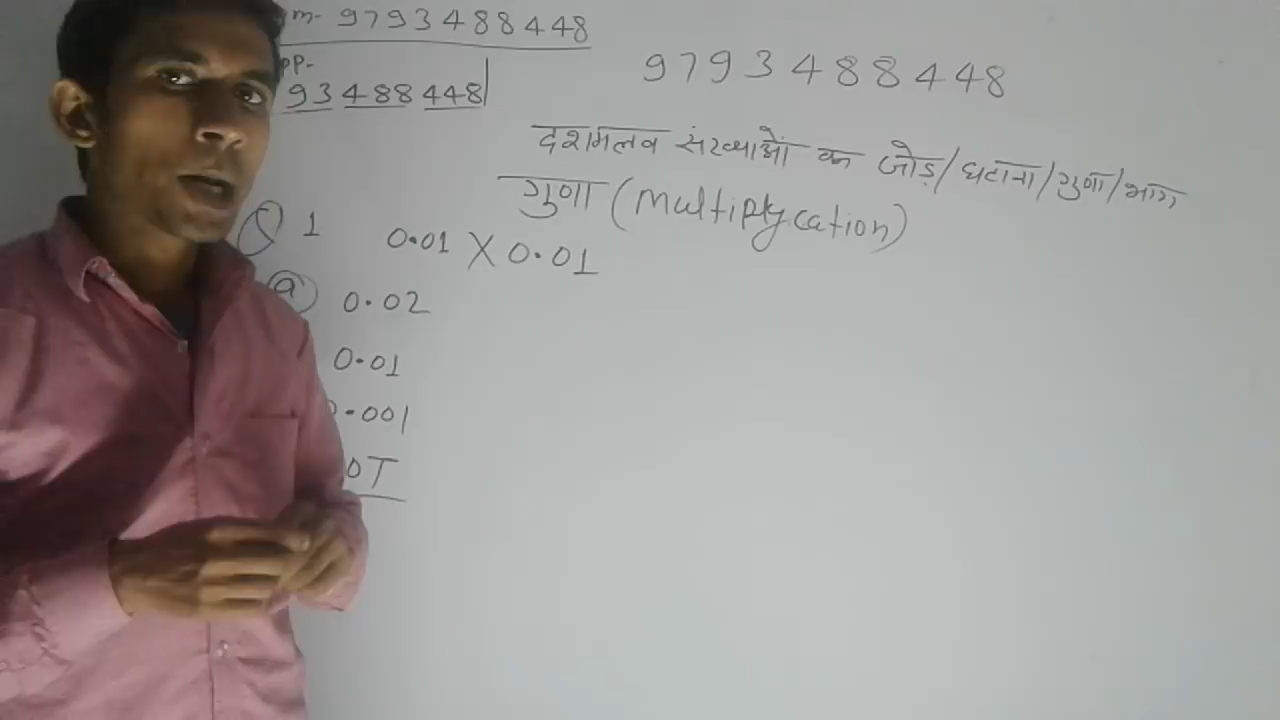 m- 9793488448
9793488448
PP-
93 488 448
दशमलव संख्याओं का जोड़/घटाना/गुणा/भाग
गुणा (Multiplycation)
1 0.01 X 0.01
a 0.02
0.01
0.001
OT